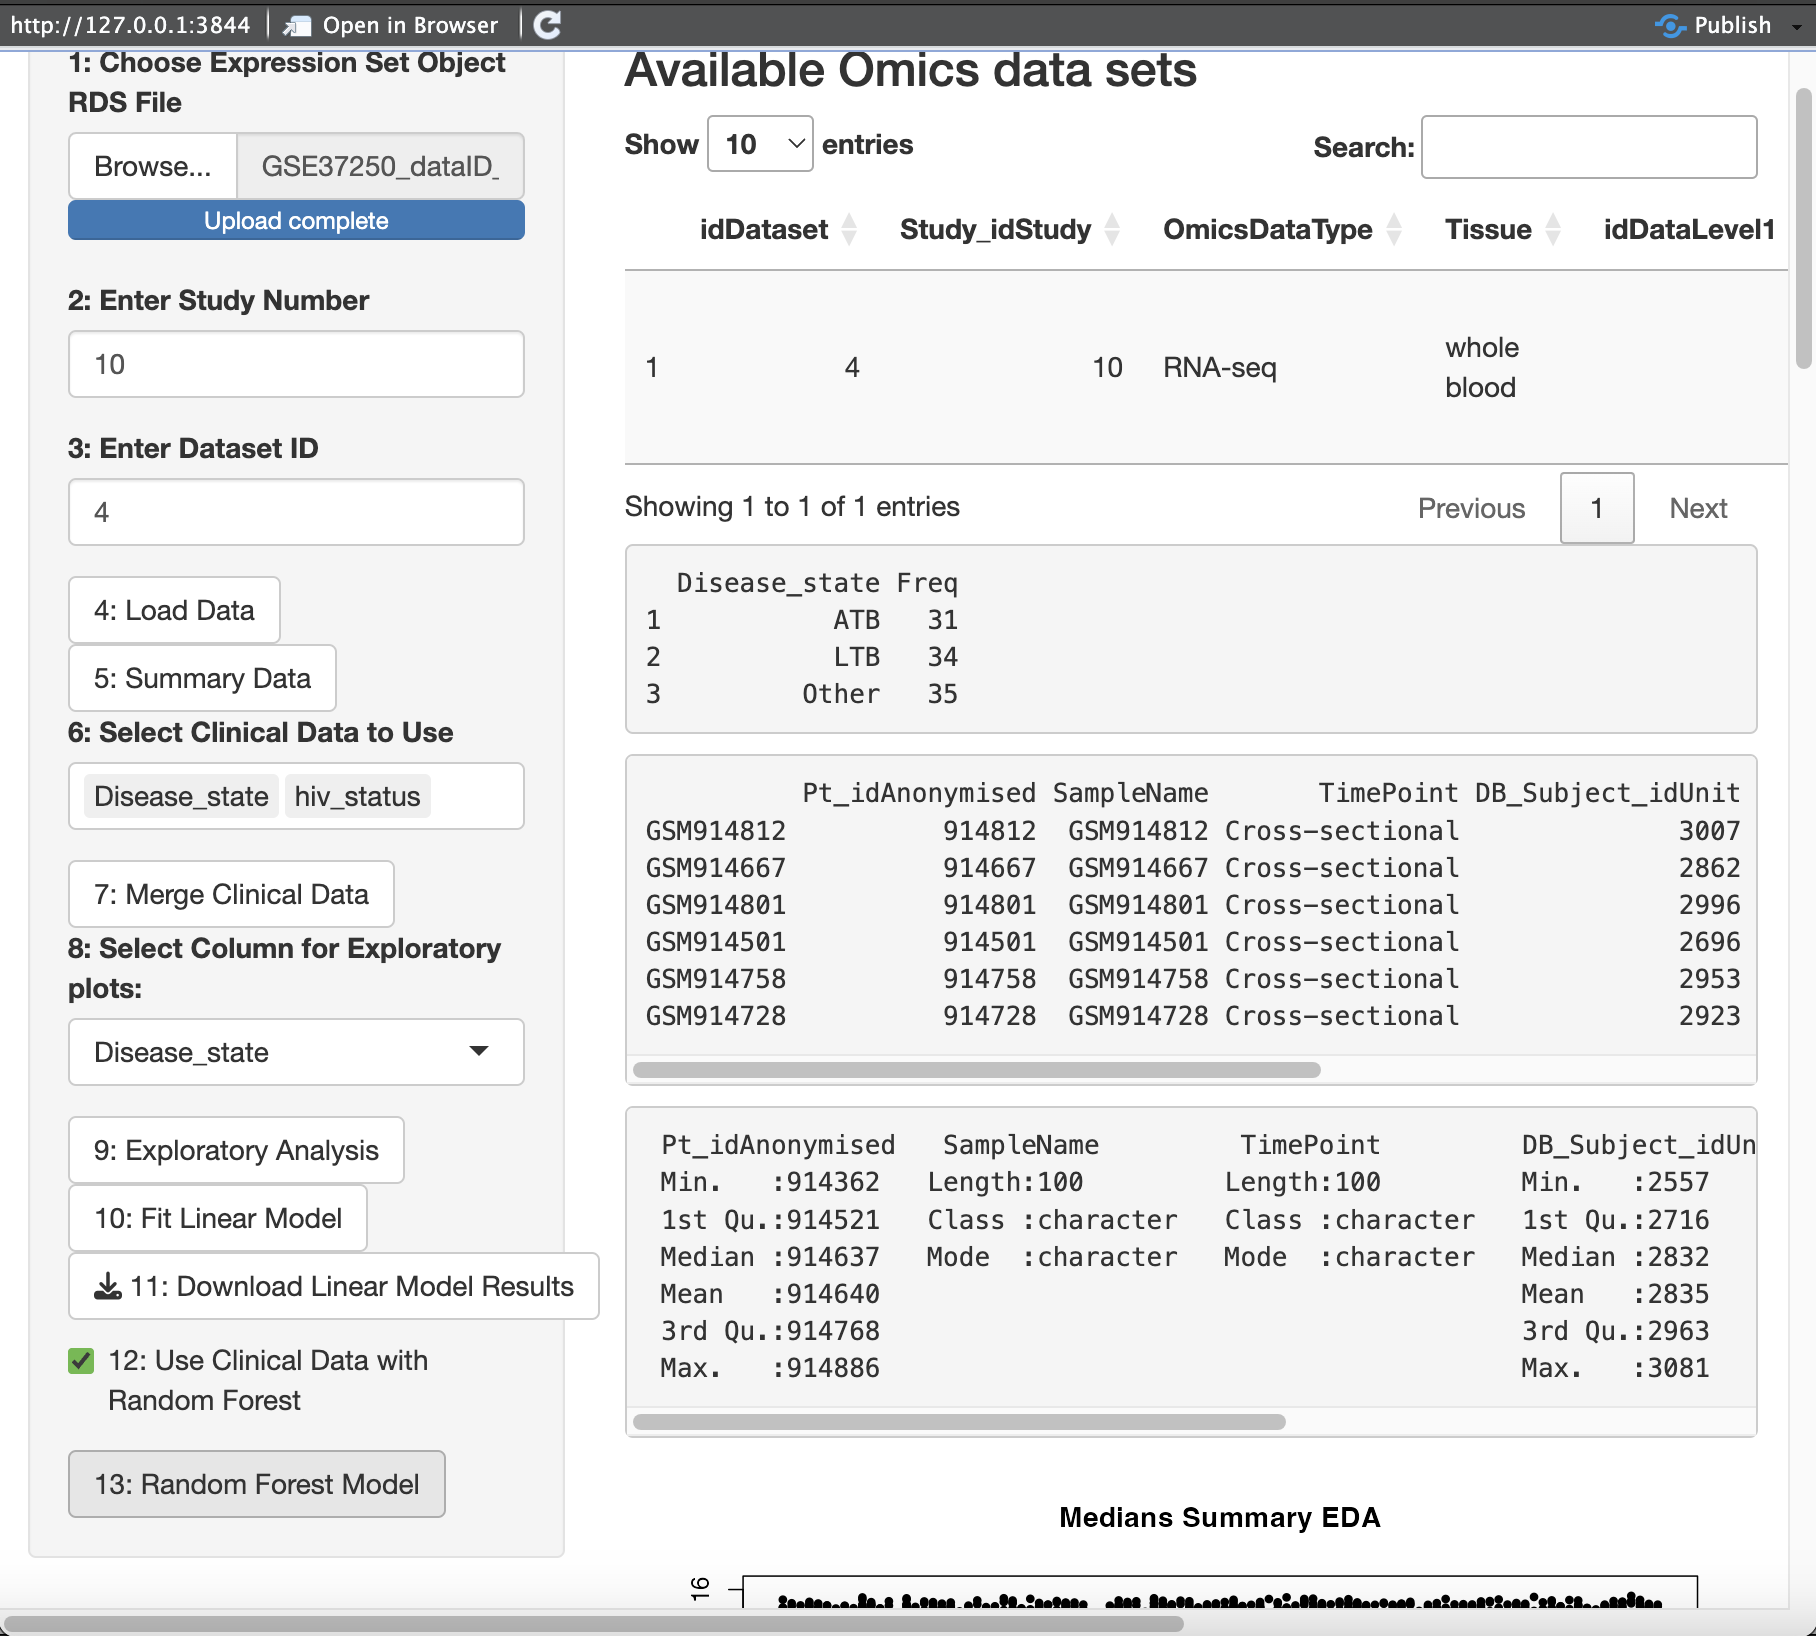 http://127.0.0.1:3844 Open in Browser Publish
1: Choose Expression Set Object
RDS File
Browse... GSE37250_dataID_
Upload complete
2: Enter Study Number
10
3: Enter Dataset ID
4
4: Load Data
5: Summary Data
6: Select Clinical Data to Use
Disease_state hiv_status
7: Merge Clinical Data
8: Select Column for Exploratory
plots:
Disease_state
9: Exploratory Analysis
10: Fit Linear Model
11: Download Linear Model Results
12: Use Clinical Data with
Random Forest
13: Random Forest Model
Available Omics data sets
Show 10 entries Search:
idDataset Study_idStudy OmicsDataType Tissue idDataLevel1
1 4 10 RNA-seq whole
blood
Showing 1 to 1 of 1 entries Previous 1 Next
Disease_state Freq
1 ATB 31
2 LTB 34
3 Other 35
Pt_idAnonymised SampleName TimePoint DB_Subject_idUnit
GSM914812 914812 GSM914812 Cross-sectional 3007
GSM914667 914667 GSM914667 Cross-sectional 2862
GSM914801 914801 GSM914801 Cross-sectional 2996
GSM914501 914501 GSM914501 Cross-sectional 2696
GSM914758 914758 GSM914758 Cross-sectional 2953
GSM914728 914728 GSM914728 Cross-sectional 2923
Pt_idAnonymised SampleName TimePoint DB_Subject_idUn
Min. :914362 Length:100 Length:100 Min. :2557
1st Qu.:914521 Class :character Class :character 1st Qu.:2716
Median :914637 Mode :character Mode :character Median :2832
Mean :914640 Mean :2835
3rd Qu.:914768 3rd Qu.:2963
Max. :914886 Max. :3081
Medians Summary EDA
16